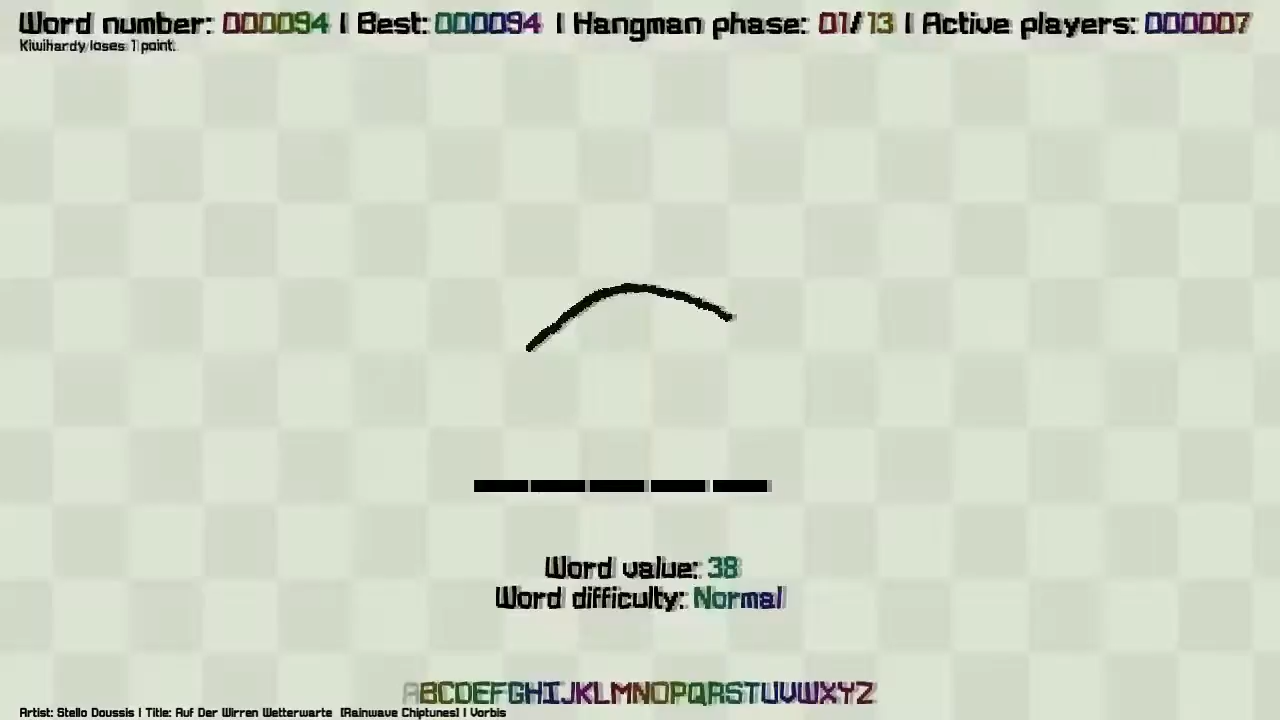 Word number: 000094 | Best: 000094 | Hangman phase: 01/13 | Active players: 000007
Kiwihardy loses 1 point.
Word value: 38
Word difficulty: Normal
ABCDEFGHIJKLMNOPQRSTUVWXYZ
Artist: Stello Doussis | Title: Auf Der Wirren Wetterwarte [Rainwave Chiptunes] | Vorbis